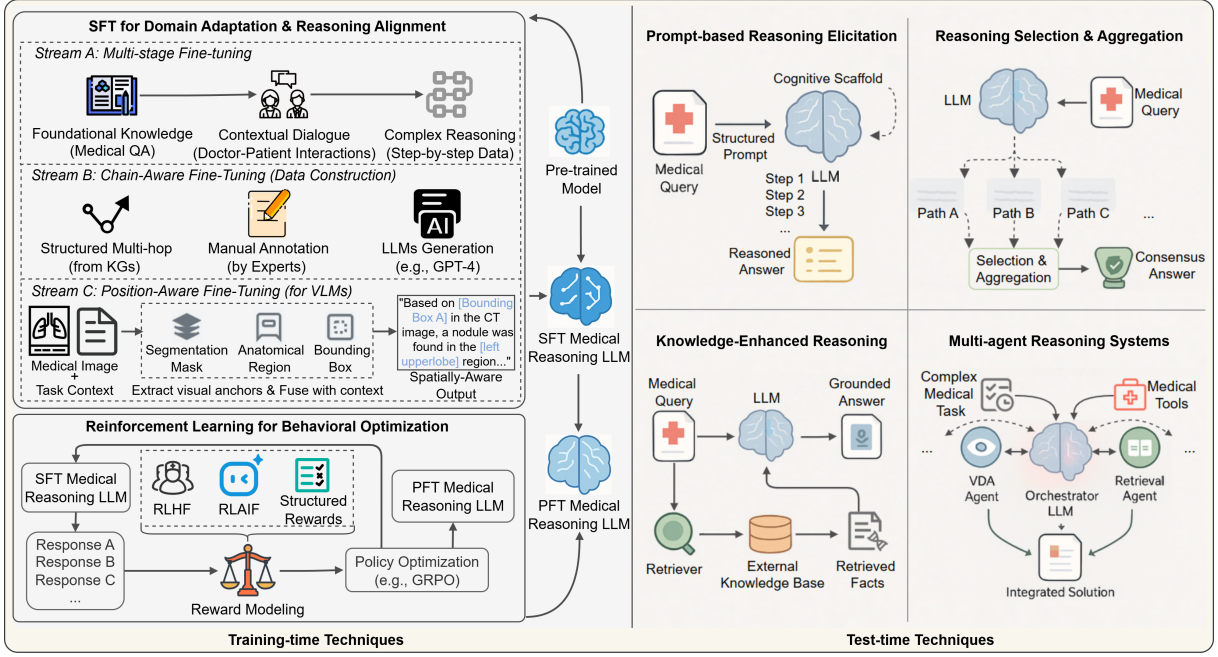 SFT for Domain Adaptation & Reasoning Alignment
Stream A: Multi-stage Fine-tuning
Foundational Knowledge
(Medical QA)
Contextual Dialogue
(Doctor-Patient Interactions)
Complex Reasoning
(Step-by-step Data)
Stream B: Chain-Aware Fine-Tuning (Data Construction)
Structured Multi-hop
(from KGs)
Manual Annotation
(by Experts)
AI
LLMs Generation
(e.g., GPT-4)
Stream C: Position-Aware Fine-Tuning (for VLMs)
Medical Image
+
Task Context
Segmentation
Mask
Anatomical
Region
Bounding
Box
Extract visual anchors & Fuse with context
"Based on [Bounding
Box A] in the CT
image, a nodule was
found in the [left
upperlobe] region..."
Spatially-Aware
Output
Pre-trained
Model
SFT Medical
Reasoning LLM
PFT Medical
Reasoning LLM
Reinforcement Learning for Behavioral Optimization
SFT Medical
Reasoning LLM
Response A
Response B
Response C
...
RLHF
RLAIF
Structured
Rewards
Reward Modeling
PFT Medical
Reasoning LLM
Policy Optimization
(e.g., GRPO)
Training-time Techniques
Prompt-based Reasoning Elicitation
Cognitive Scaffold
Medical
Query
Structured
Prompt
LLM
Step 1
Step 2
Step 3
...
Reasoned
Answer
Reasoning Selection & Aggregation
LLM
Medical
Query
Path A
Path B
Path C
...
Selection &
Aggregation
Consensus
Answer
Knowledge-Enhanced Reasoning
Medical
Query
LLM
Grounded
Answer
Retriever
External
Knowledge Base
Retrieved
Facts
Multi-agent Reasoning Systems
Complex
Medical
Task
Medical
Tools
...
...
VDA
Agent
Orchestrator
LLM
Retrieval
Agent
Integrated Solution
Test-time Techniques